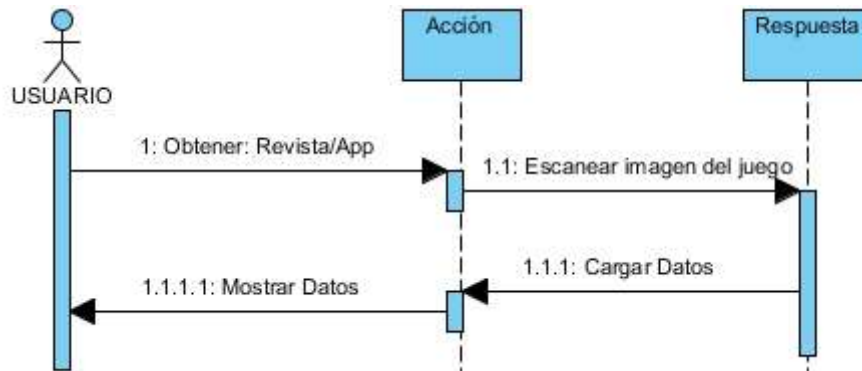 Acción
Respuesta
USUARIO
1: Obtener: Revista/App
1.1: Escanear imagen del juego
1.1.1: Cargar Datos
1.1.1.1: Mostrar Datos